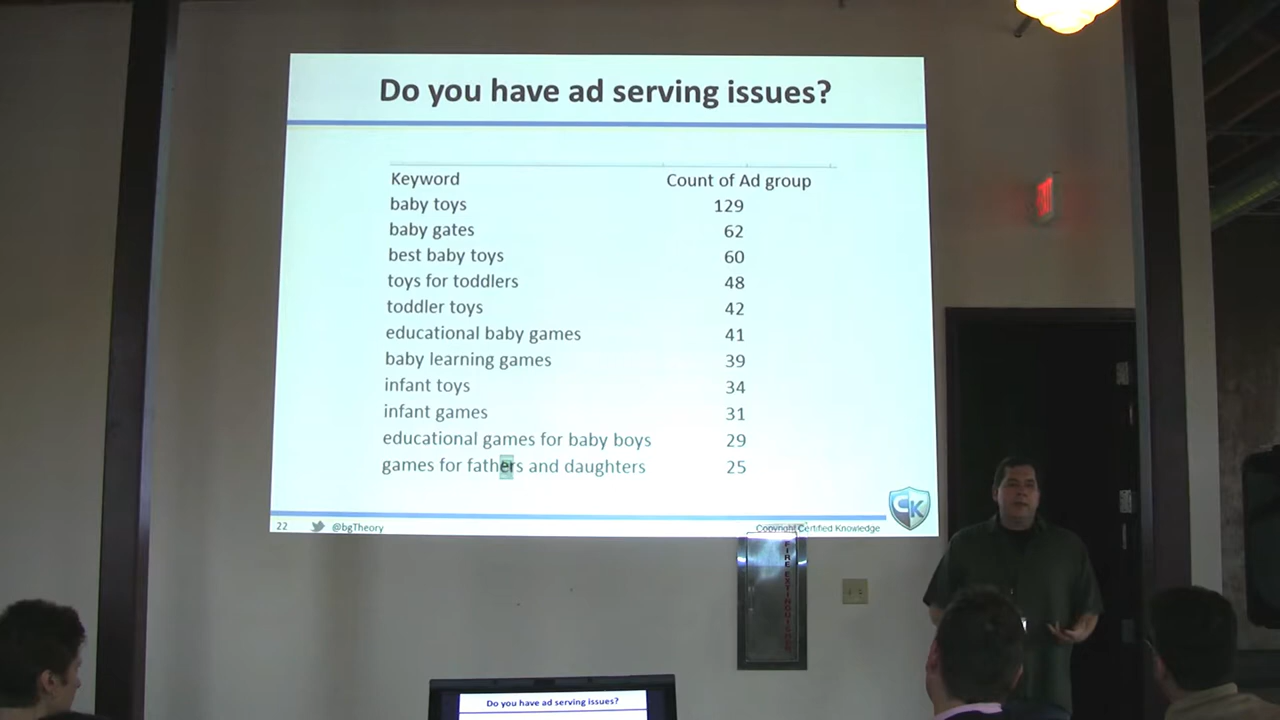 Do you have ad serving issues?
Keyword Count of Ad group
baby toys 129
baby gates 62
best baby toys 60
toys for toddlers 48
toddler toys 42
educational baby games 41
baby learning games 39
infant toys 34
infant games 31
educational games for baby boys 29
games for fathers and daughters 25
22 @bgTheory Copyright Certified Knowledge
CK
FIRE EXTINGUISHER
Do you have ad serving issues?